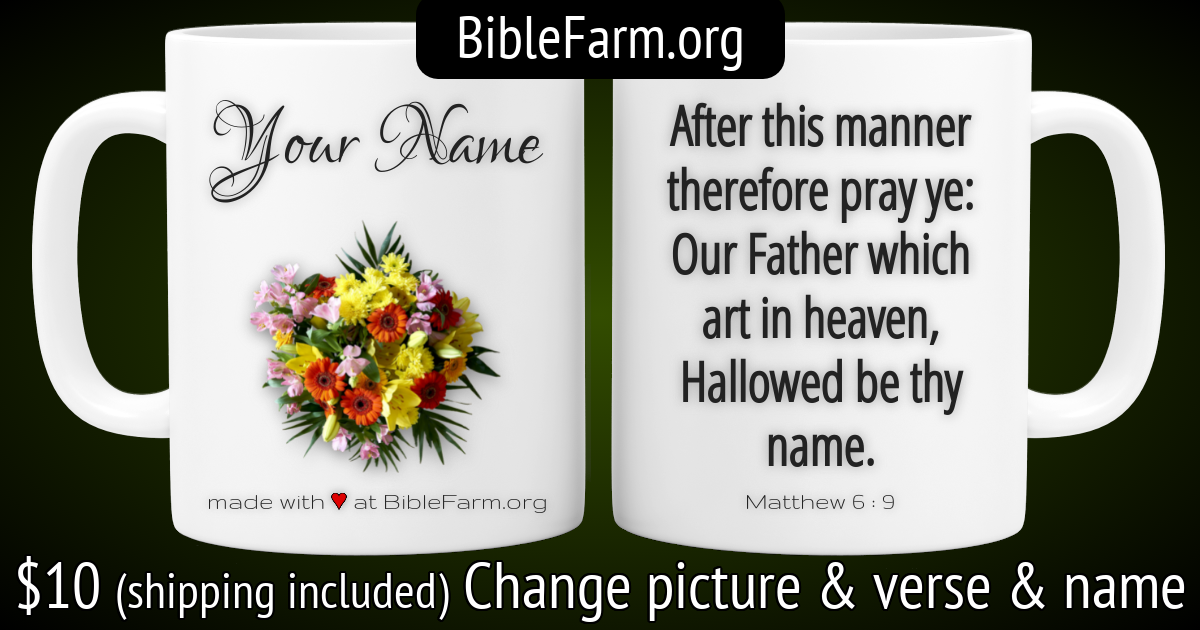 BibleFarm.org
Your Name
made with ♥ at BibleFarm.org
After this manner
therefore pray ye:
Our Father which
art in heaven,
Hallowed be thy
name.
Matthew 6 : 9
$10 (shipping included) Change picture & verse & name